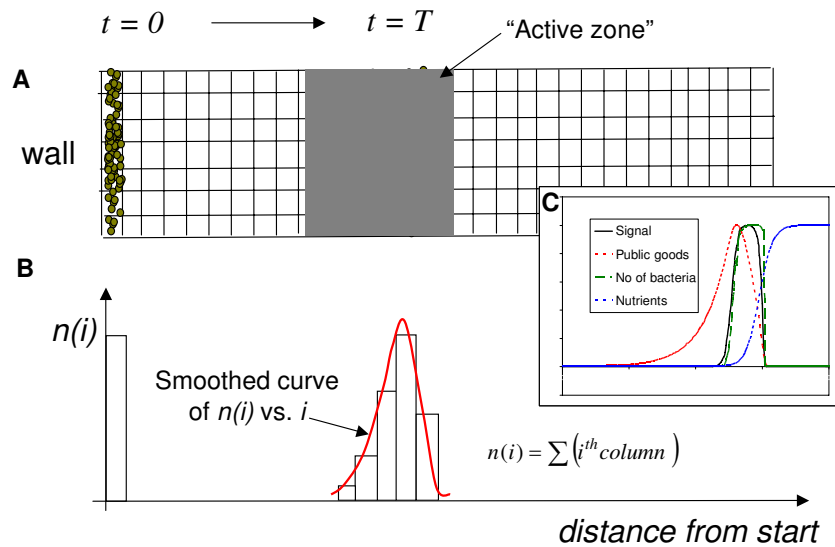 t = 0
t = T
“Active zone”
A
wall
C
Signal
Public goods
No of bacteria
Nutrients
B
n(i)
Smoothed curve
of n(i) vs. i
n(i) = ∑(i^{th} column)
distance from start